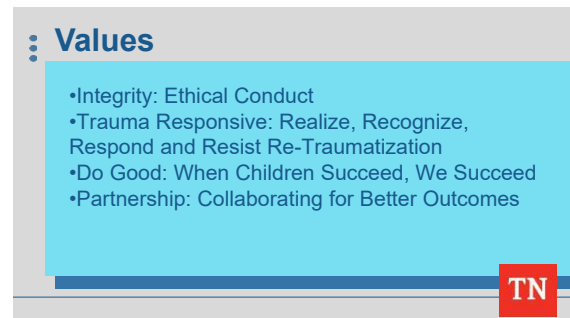 Values
•Integrity: Ethical Conduct
•Trauma Responsive: Realize, Recognize,
Respond and Resist Re-Traumatization
•Do Good: When Children Succeed, We Succeed
•Partnership: Collaborating for Better Outcomes
TN